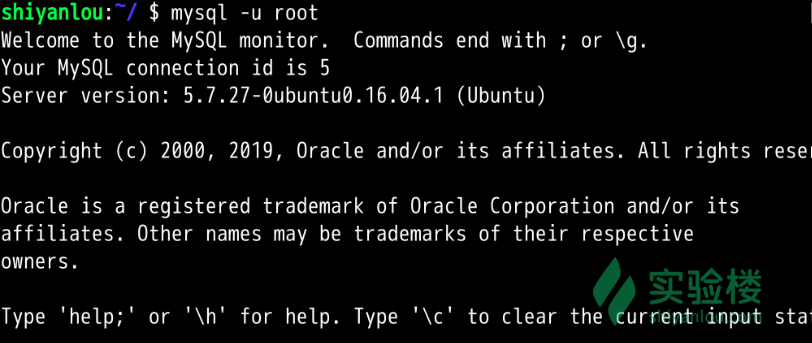 shiyanlou:~/ $ mysql -u root
Welcome to the MySQL monitor.  Commands end with ; or \g.
Your MySQL connection id is 5
Server version: 5.7.27-0ubuntu0.16.04.1 (Ubuntu)
Copyright (c) 2000, 2019, Oracle and/or its affiliates. All rights rese
Oracle is a registered trademark of Oracle Corporation and/or its
affiliates. Other names may be trademarks of their respective
owners.
Type 'help;' or '\h' for help. Type '\c' to clear the current input sta
实验楼
shiyanlou.com